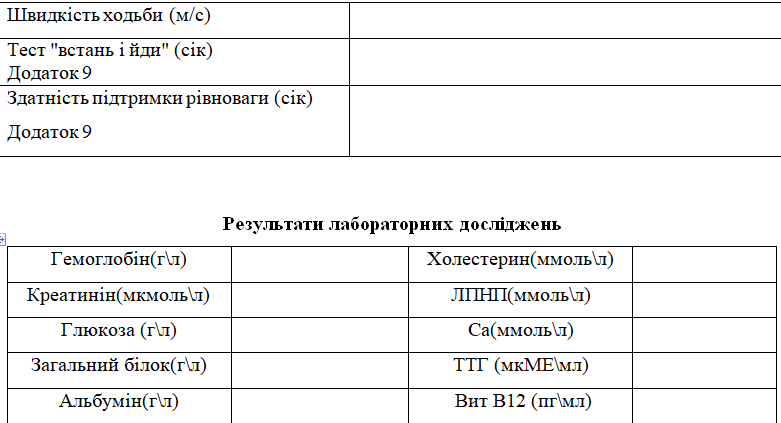 Швидкість ходьби (м/с)
Тест "встань і йди" (сік)
Додаток 9
Здатність підтримки рівноваги (сік)
Додаток 9
Результати лабораторних досліджень
Гемоглобін(г\л) Холестерин(ммоль\л)
Креатинін(мкмоль\л) ЛПНП(ммоль\л)
Глюкоза (г\л) Са(ммоль\л)
Загальний білок(г\л) ТТГ (мкМЕ\мл)
Альбумін(г\л) Вит В12 (пг\мл)